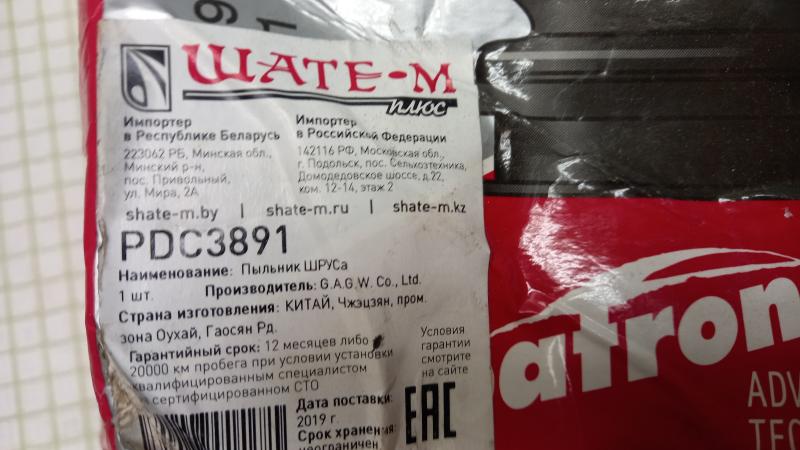 ШАТЕ-М
плюс
Импортер
в Республике Беларусь
223062 РБ, Минская обл.,
Минский р-н,
пос. Привольный,
ул. Мира, 2А
Импортер
в Российской Федерации
142116 РФ, Московская обл.,
г. Подольск, пос. Сельхозтехника,
Домодедовское шоссе, д.22,
ком. 12-14, этаж 2
shate-m.by | shate-m.ru | shate-m.kz
PDC3891
Наименование: Пыльник ШРУСа
1 шт. Производитель: G.A.G.W. Co., Ltd.
Страна изготовления: КИТАЙ, Чжэцзян, пром.
зона Оухай, Гаосян Рд.
Гарантийный срок: 12 месяцев либо
20000 км пробега при условии установки
квалифицированным специалистом
сертифицированном СТО
Условия
гарантии
смотрите
на сайте
Дата поставки:
2019 г.
Срок хранения:
неограничен
EAC
atron
ADV
TEC